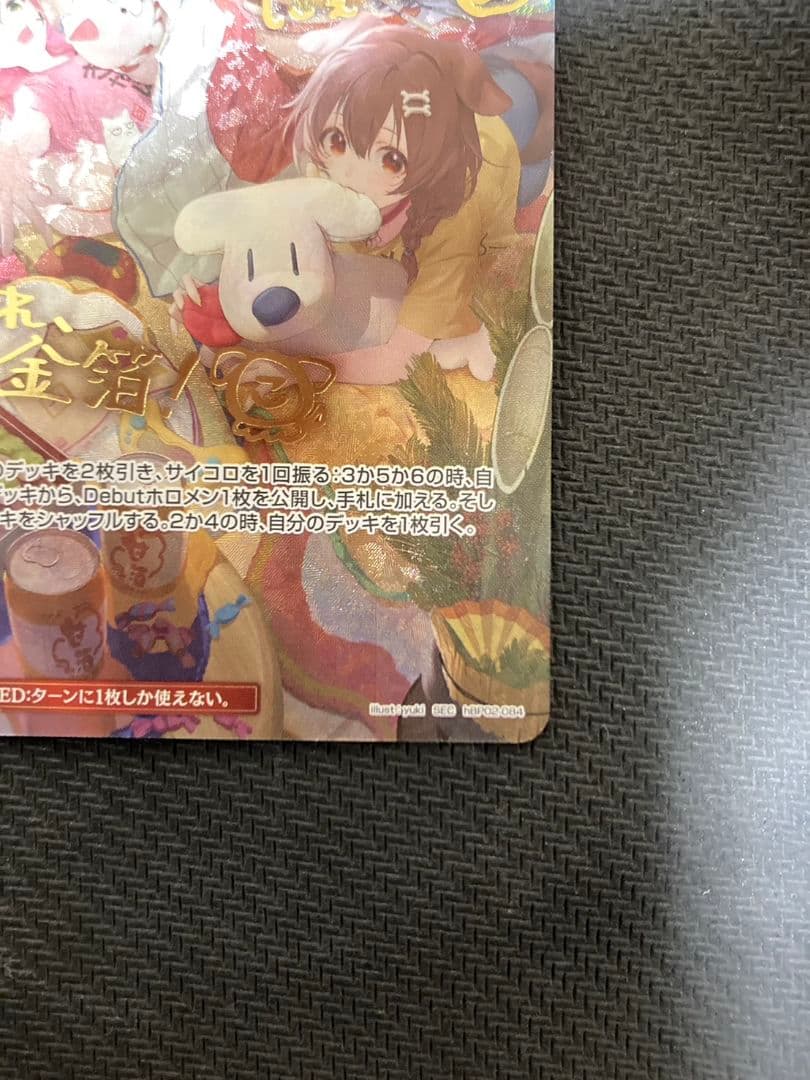 れ、
金箔!
のデッキを2枚引き、サイコロを1回振る:3か5か6の時、自
デッキから、Debutホロメン1枚を公開し、手札に加える。そし
キをシャッフルする。2か4の時、自分のデッキを1枚引く。
甘酒
甘酒
ED:ターンに1枚しか使えない。
illust:yuki SEC hBP02-084